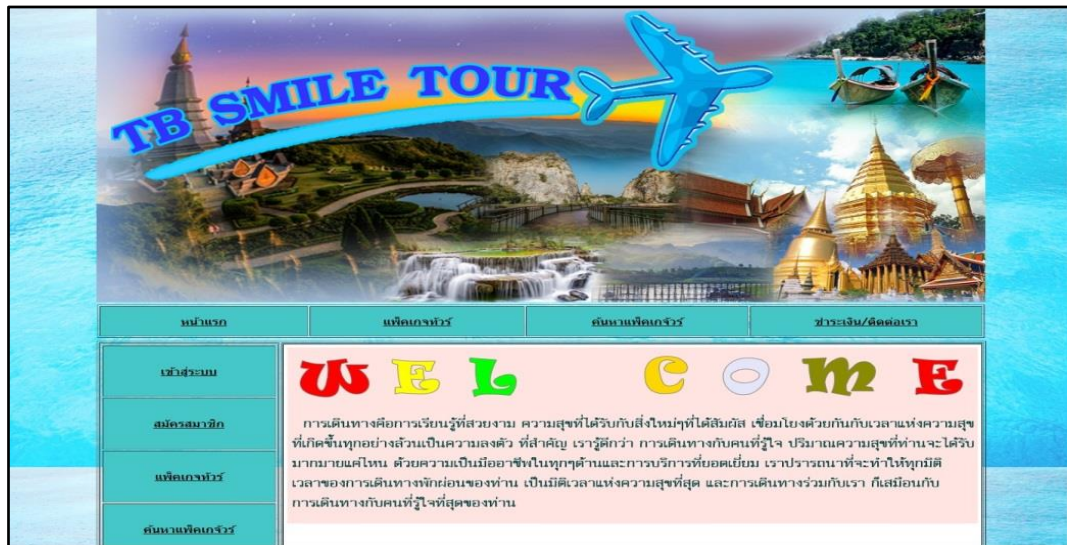 TB SMILE TOUR
หน้าแรก
แพ็คเกจทัวร์
ค้นหาแพ็คเกจัวร์
ชำระเงิน/ติดต่อเรา
เข้าสู่ระบบ
WEL COME
สมัครสมาชิก
การเดินทางคือการเรียนรู้ที่สวยงาม ความสุขที่ได้รับกับสิ่งใหม่ๆที่ได้สัมผัส เชื่อมโยงด้วยกันกับเวลาแห่งความสุข
ที่เกิดขึ้นทุกอย่างล้วนเป็นความลงตัว ที่สำคัญ เรารู้ดีกว่า การเดินทางกับคนที่รู้ใจ ปริมาณความสุขที่ท่านจะได้รับ
มากมายแค่ไหน ด้วยความเป็นมืออาชีพในทุกๆด้านและการบริการที่ยอดเยี่ยม เราปรารถนาที่จะทำให้ทุกมิติ
เวลาของการเดินทางพักผ่อนของท่าน เป็นมิติเวลาแห่งความสุขที่สุด และการเดินทางร่วมกับเรา ก็เสมือนกับ
การเดินทางกับคนที่รู้ใจที่สุดของท่าน
แพ็คเกจทัวร์
ค้นหาแพ็คเกจัวร์